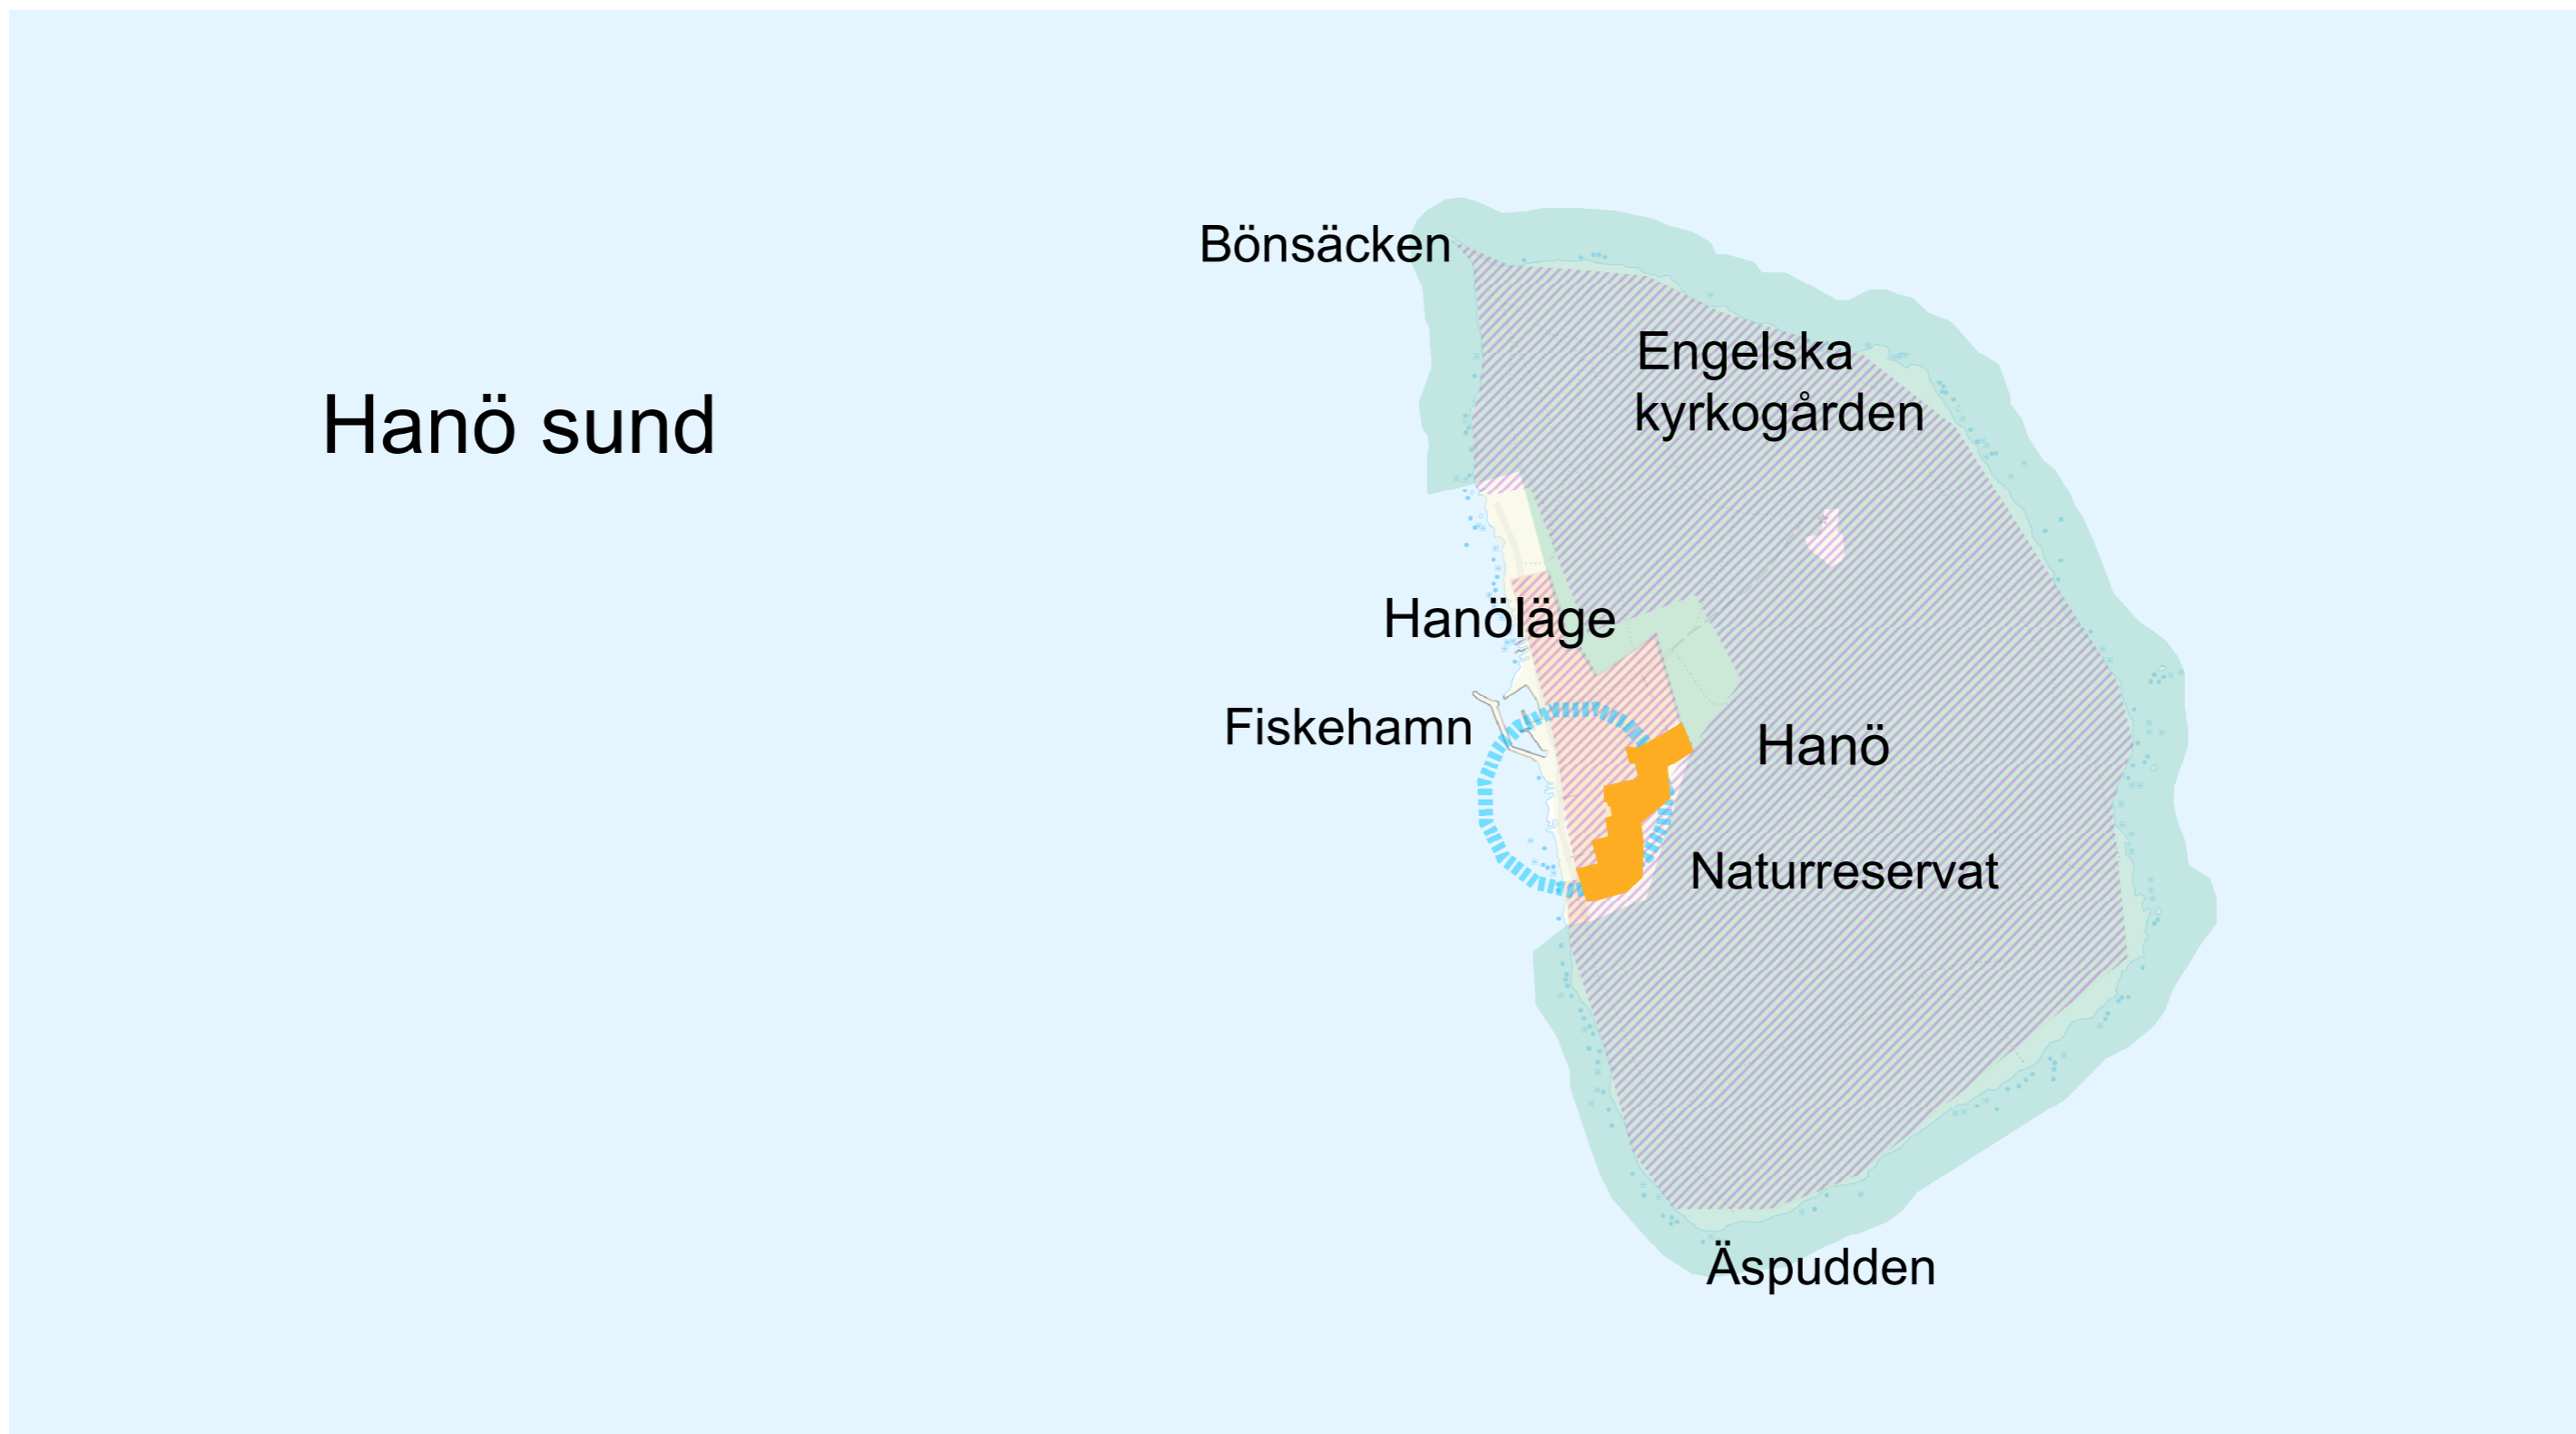 Bönsäcken
Engelska
kyrkogården
Hanö sund
Hanöläge
Fiskehamn
Hanö
Naturreservat
Äspudden